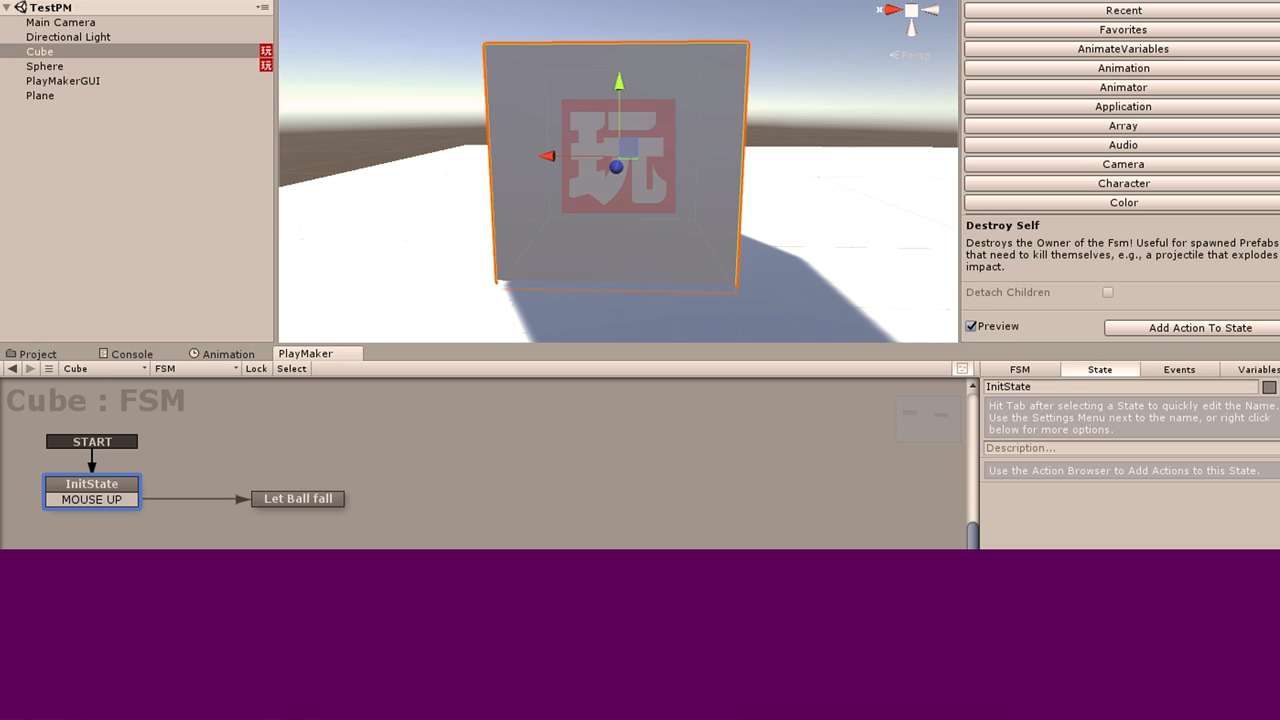 TestPM
Main Camera
Directional Light
Cube
玩
Sphere
玩
PlayMakerGUI
Plane
x
Persp
玩
Recent
Favorites
AnimateVariables
Animation
Animator
Application
Array
Audio
Camera
Character
Color
Destroy Self
Destroys the Owner of the Fsm! Useful for spawned Prefabs
that need to kill themselves, e.g., a projectile that explodes
impact.
Detach Children
Preview
Add Action To State
Project
Console
Animation
PlayMaker
Cube
FSM
Lock
Select
Cube : FSM
START
InitState
MOUSE UP
Let Ball fall
FSM
State
Events
Variables
InitState
Hit Tab after selecting a State to quickly edit the Name.
Use the Settings Menu next to the name, or right click
below for more options.
Description...
Use the Action Browser to Add Actions to this State.